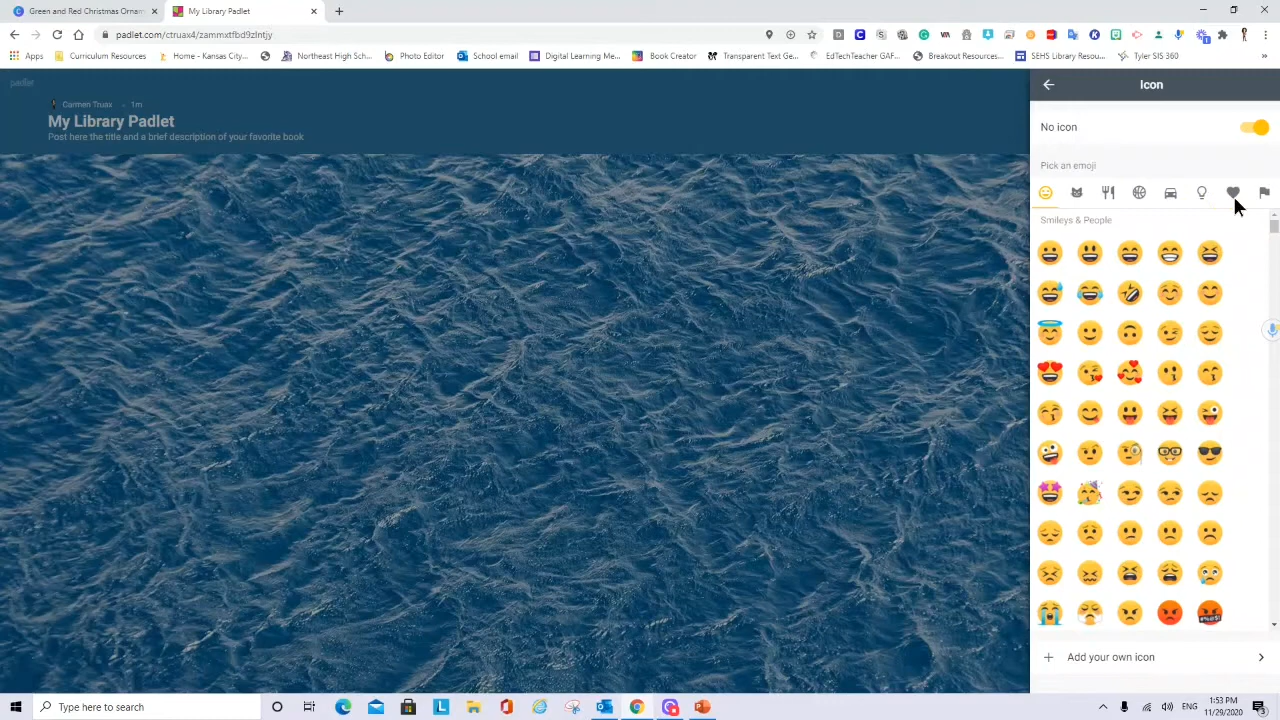 Green and Red Christmas Ornam
My Library Padlet
padlet.com/ctruax4/zammxtfbd9zlntjy
Apps
Curriculum Resources
Home - Kansas City...
Northeast High Scho...
Photo Editor
School email
Digital Learning Me...
Book Creator
Transparent Text Ge...
EdTechTeacher GAF...
Breakout Resources...
SEHS Library Resou...
Tyler SIS 360
padlet
Carmen Truax
1m
My Library Padlet
Post here the title and a brief description of your favorite book
Icon
No icon
Pick an emoji
Smileys & People
Add your own icon
Type here to search
ENG
1:53 PM
11/29/2020